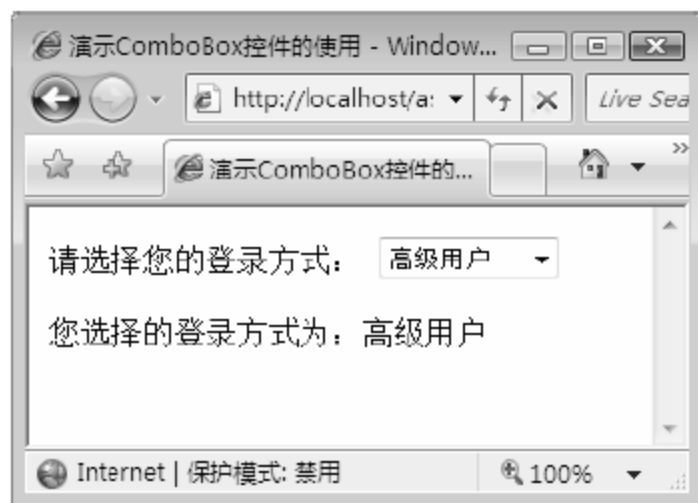 演示ComboBox控件的使用 - Window...
http://localhost/a: Live Sea
演示ComboBox控件的...
请选择您的登录方式： 高级用户
您选择的登录方式为：高级用户
Internet | 保护模式: 禁用 100%